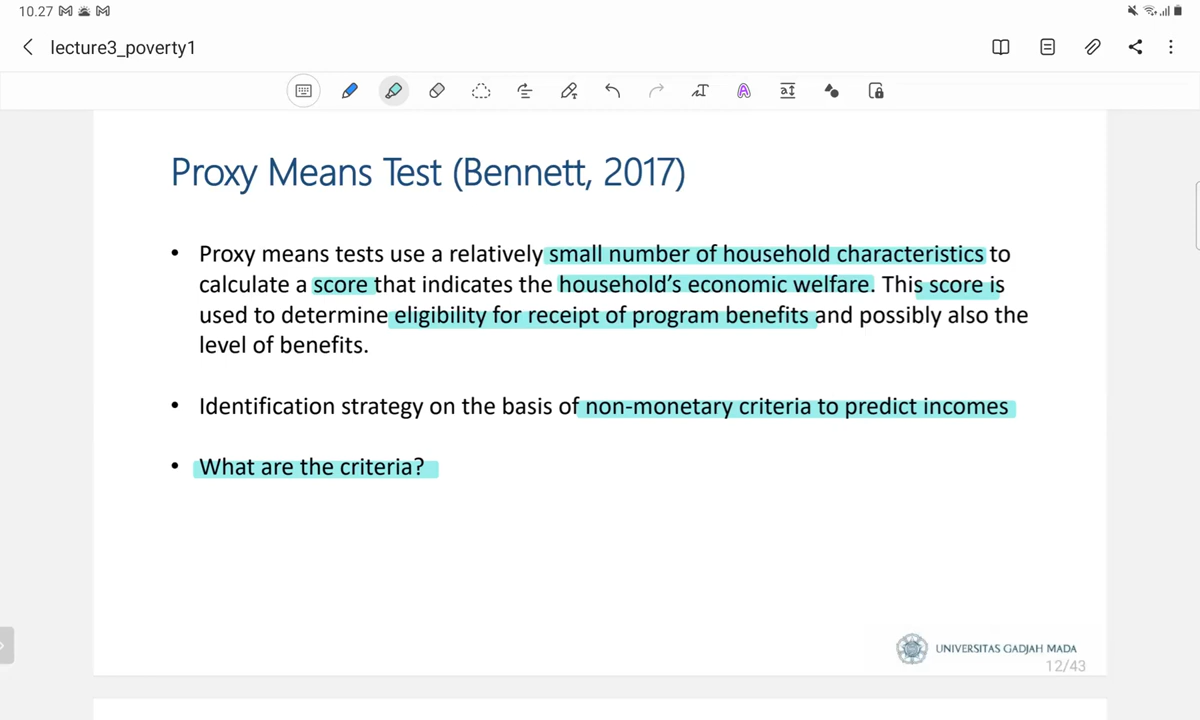 10.27
lecture3_poverty1
Proxy Means Test (Bennett, 2017)
• Proxy means tests use a relatively small number of household characteristics to
calculate a score that indicates the household's economic welfare. This score is
used to determine eligibility for receipt of program benefits and possibly also the
level of benefits.
• Identification strategy on the basis of non-monetary criteria to predict incomes
• What are the criteria?
UNIVERSITAS GADJAH MADA
12/43